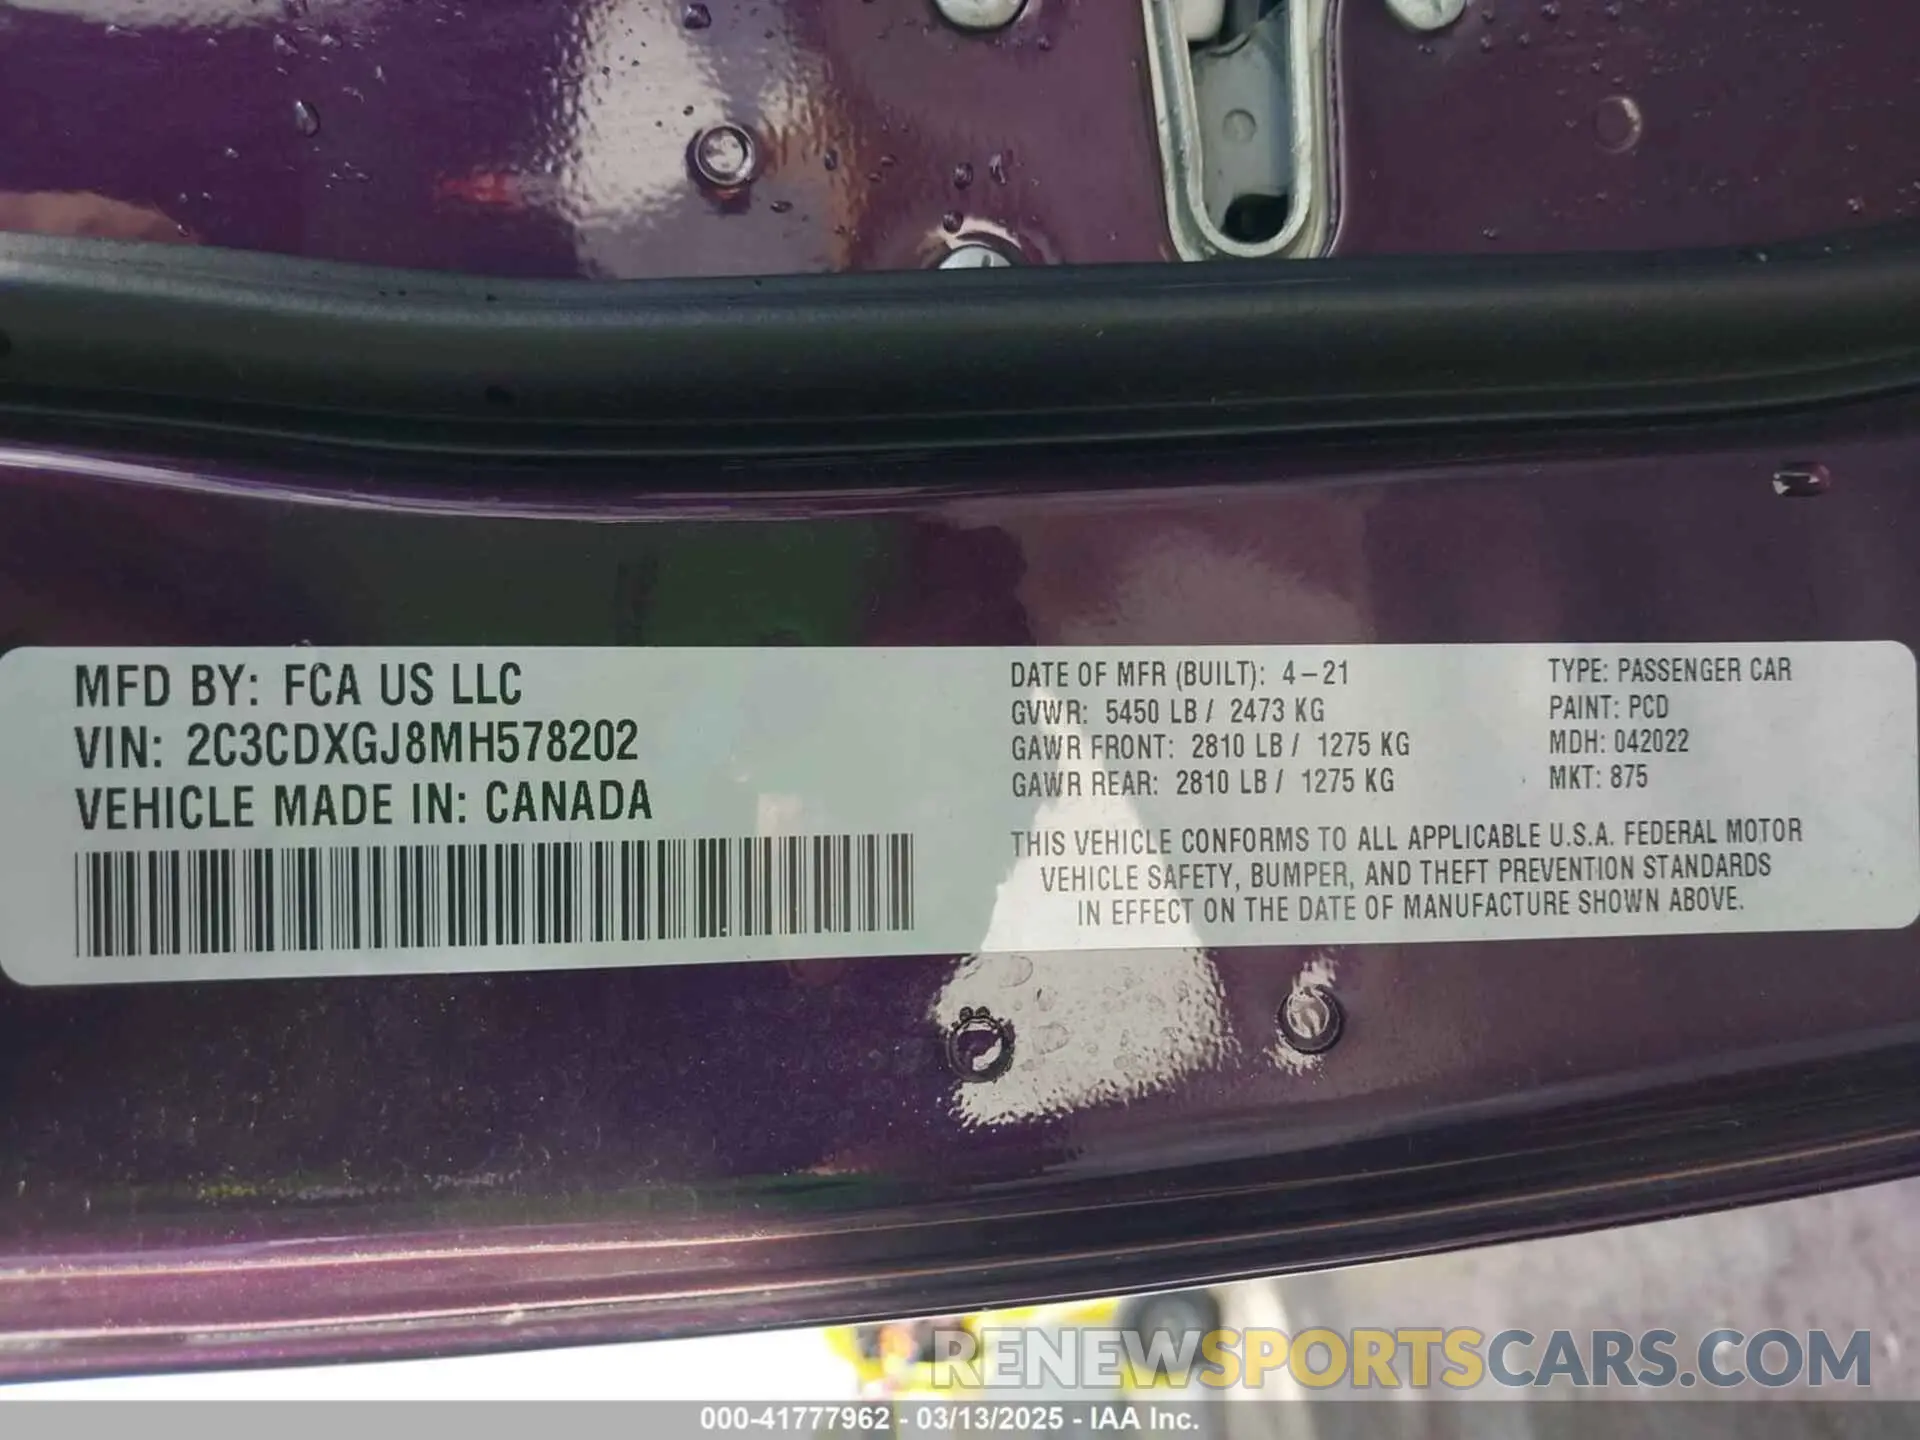 MFD BY: FCA US LLC
VIN: 2C3CDXGJ8MH578202
VEHICLE MADE IN: CANADA
DATE OF MFR (BUILT): 4-21
GVWR: 5450 LB / 2473 KG
GAWR FRONT: 2810 LB / 1275 KG
GAWR REAR: 2810 LB / 1275 KG
TYPE: PASSENGER CAR
PAINT: PCD
MDH: 042022
MKT: 875
THIS VEHICLE CONFORMS TO ALL APPLICABLE U.S.A. FEDERAL MOTOR
VEHICLE SAFETY, BUMPER, AND THEFT PREVENTION STANDARDS
IN EFFECT ON THE DATE OF MANUFACTURE SHOWN ABOVE.
RENEWSPORTSCARS.COM
000-41777962 - 03/13/2025 - IAA Inc.